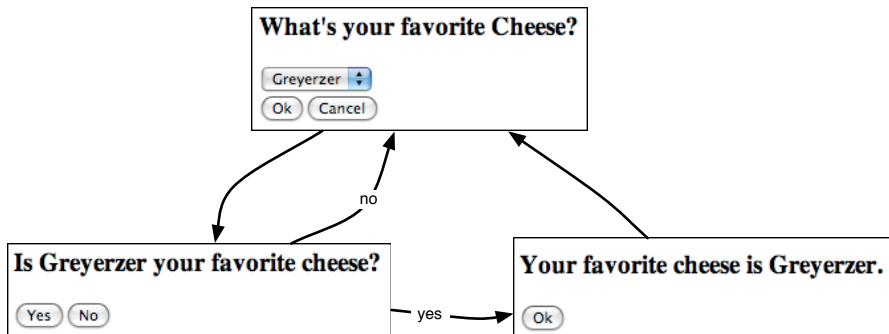 What's your favorite Cheese?
Greyerzer
Ok Cancel
no
Is Greyerzer your favorite cheese?
Yes No
yes
Your favorite cheese is Greyerzer.
Ok